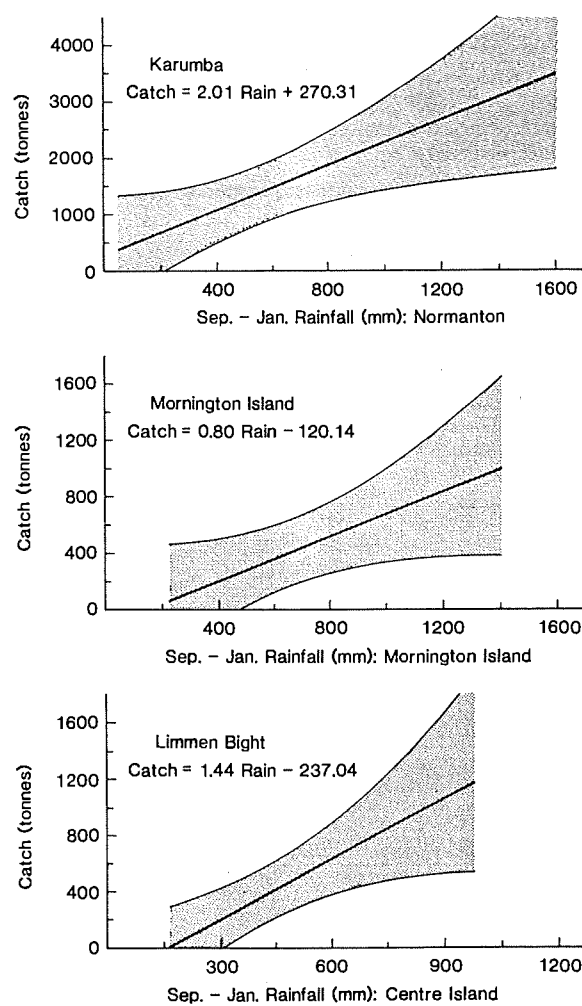 4000
Karumba
Catch = 2.01 Rain + 270.31
3000
Catch (tonnes)
2000
1000
0
400 800 1200 1600
Sep. - Jan. Rainfall (mm): Normanton
1600
Mornington Island
1200
Catch = 0.80 Rain - 120.14
Catch (tonnes)
800
400
0
400 800 1200 1600
Sep. - Jan. Rainfall (mm): Mornington Island
1600
Limmen Bight
Catch = 1.44 Rain - 237.04
1200
Catch (tonnes)
800
400
0
300 600 900 1200
Sep. - Jan. Rainfall (mm): Centre Island